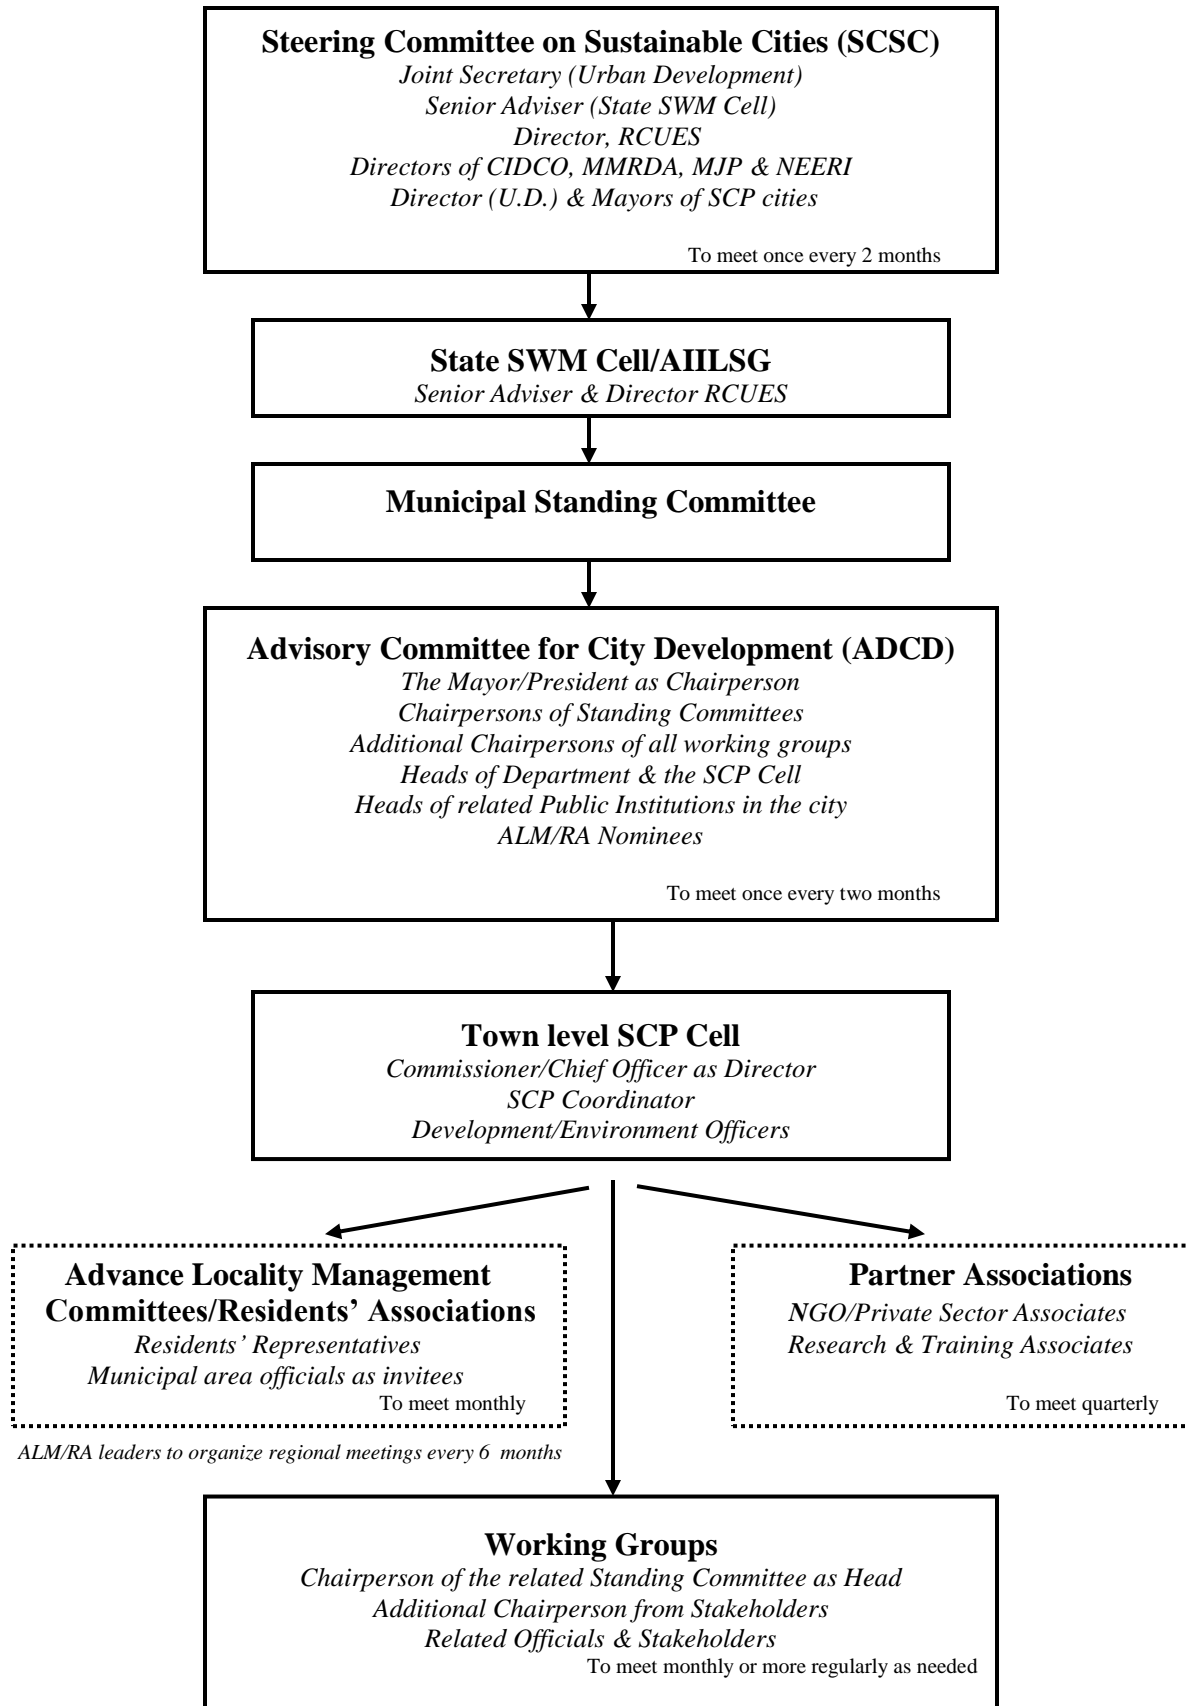 Steering Committee on Sustainable Cities (SCSC)
Joint Secretary (Urban Development)
Senior Adviser (State SWM Cell)
Director, RCUES
Directors of CIDCO, MMRDA, MJP & NEERI
Director (U.D.) & Mayors of SCP cities
To meet once every 2 months
State SWM Cell/AIILSG
Senior Adviser & Director RCUES
Municipal Standing Committee
Advisory Committee for City Development (ADCD)
The Mayor/President as Chairperson
Chairpersons of Standing Committees
Additional Chairpersons of all working groups
Heads of Department & the SCP Cell
Heads of related Public Institutions in the city
ALM/RA Nominees
To meet once every two months
Town level SCP Cell
Commissioner/Chief Officer as Director
SCP Coordinator
Development/Environment Officers
Advance Locality Management
Committees/Residents’ Associations
Residents’ Representatives
Municipal area officials as invitees
To meet monthly
ALM/RA leaders to organize regional meetings every 6 months
Partner Associations
NGO/Private Sector Associates
Research & Training Associates
To meet quarterly
Working Groups
Chairperson of the related Standing Committee as Head
Additional Chairperson from Stakeholders
Related Officials & Stakeholders
To meet monthly or more regularly as needed